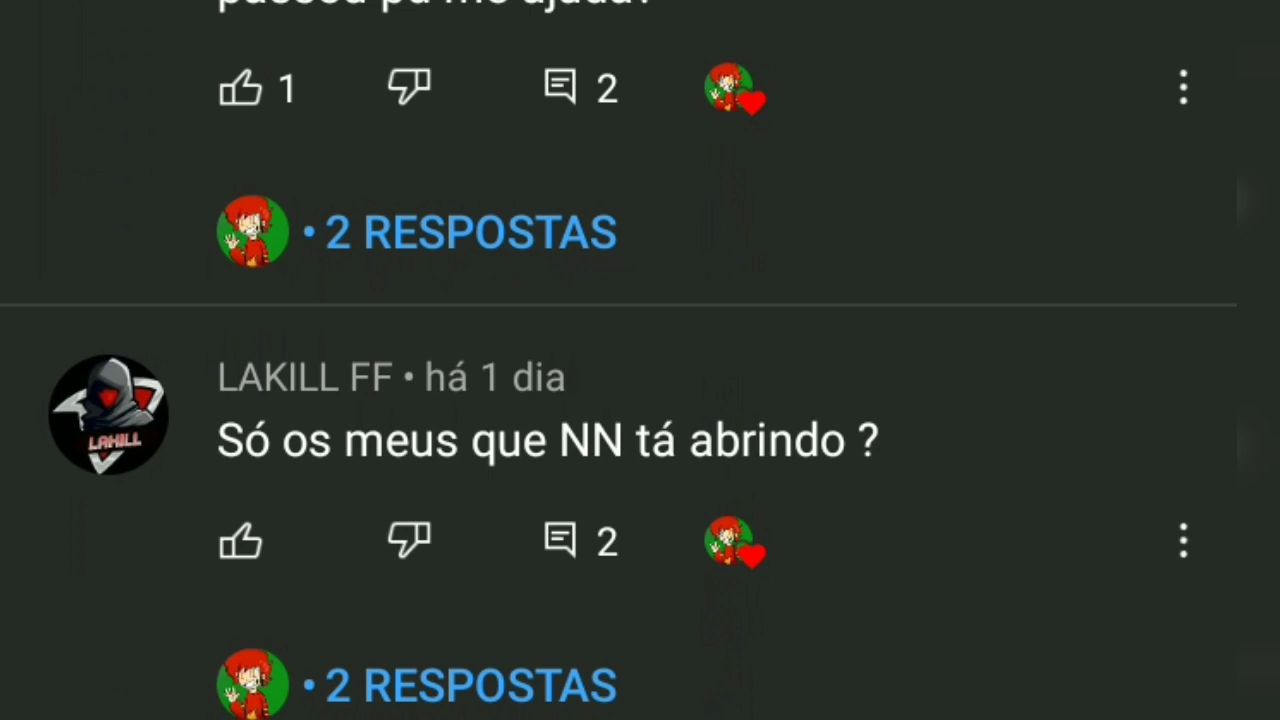 1
2
• 2 RESPOSTAS
LAKILL FF • há 1 dia
Só os meus que NN tá abrindo ?
LAKILL
2
• 2 RESPOSTAS